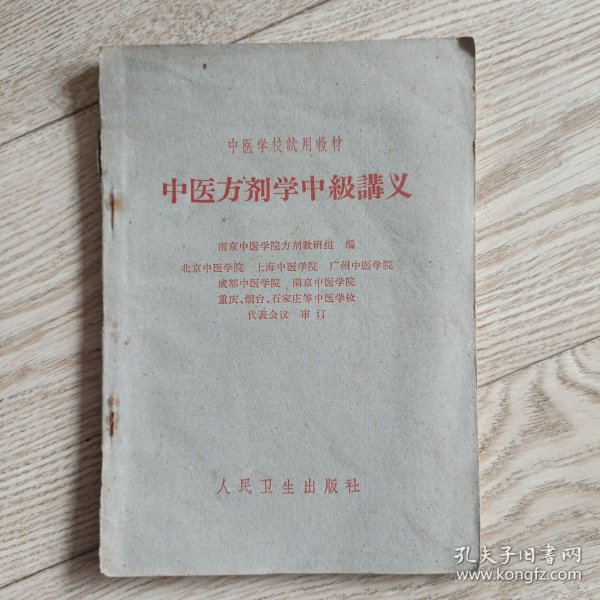 中医学校試用教材
中医方剂学中級講义
南京中医学院方剂教研组 編
北京中医学院 上海中医学院 广州中医学院
成都中医学院 南京中医学院
重庆、烟台、石家庄等中医学校
代表会议 审订
人民卫生出版社
孔夫子旧书网
www.kongfz.com